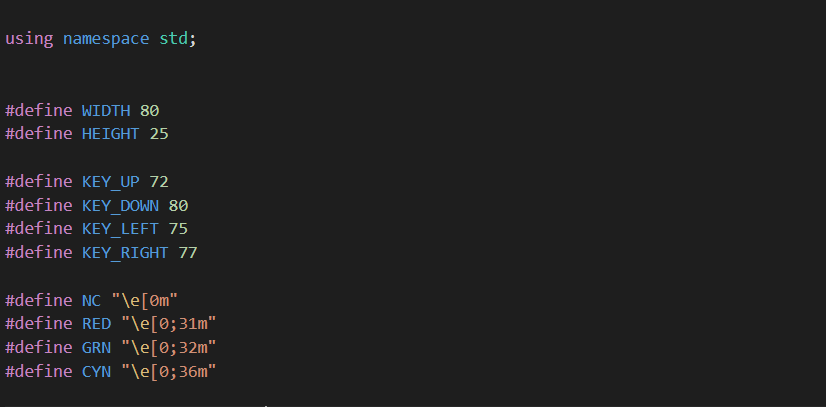 using namespace std;
#define WIDTH 80
#define HEIGHT 25
#define KEY_UP 72
#define KEY_DOWN 80
#define KEY_LEFT 75
#define KEY_RIGHT 77
#define NC "\e[0m"
#define RED "\e[0;31m"
#define GRN "\e[0;32m"
#define CYN "\e[0;36m"